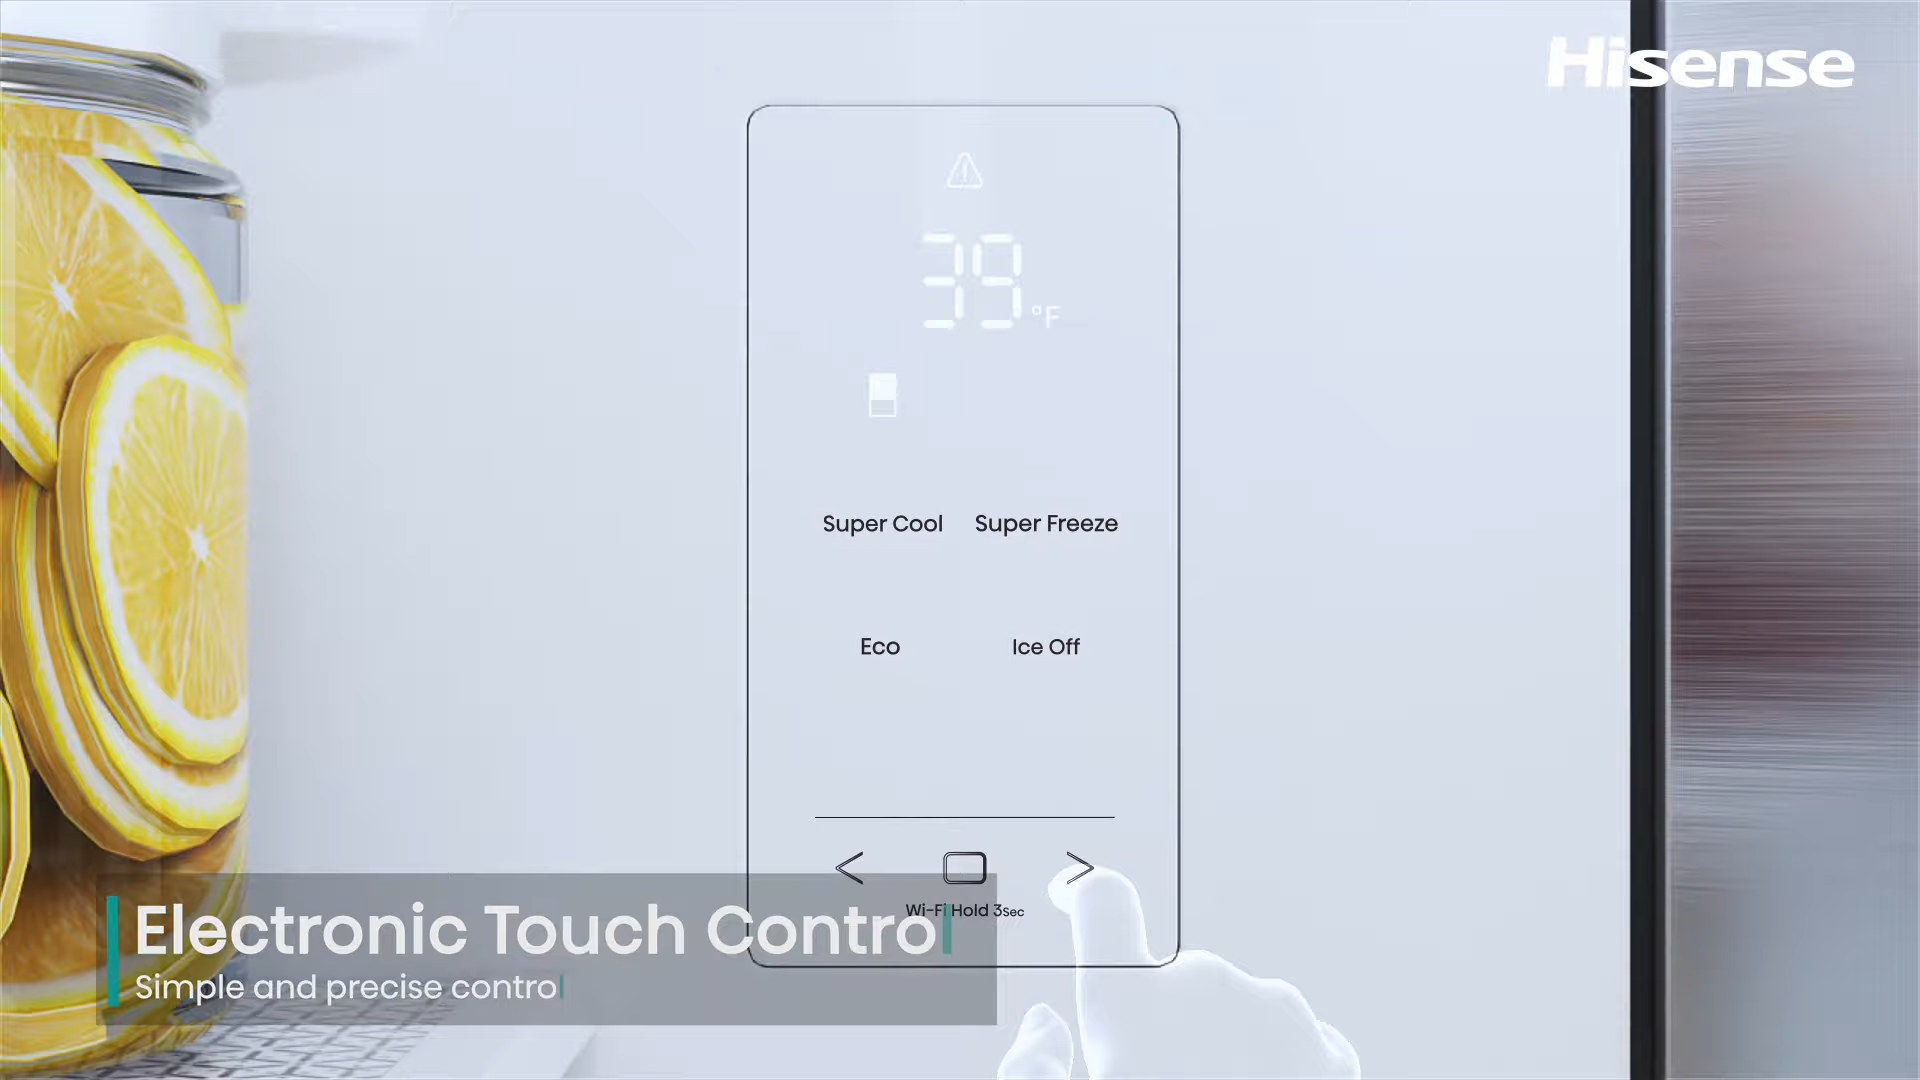 Hisense
39 °F
Super Cool Super Freeze
Eco Ice Off
< >
Wi-Fi Hold 3Sec
Electronic Touch Control
Simple and precise control